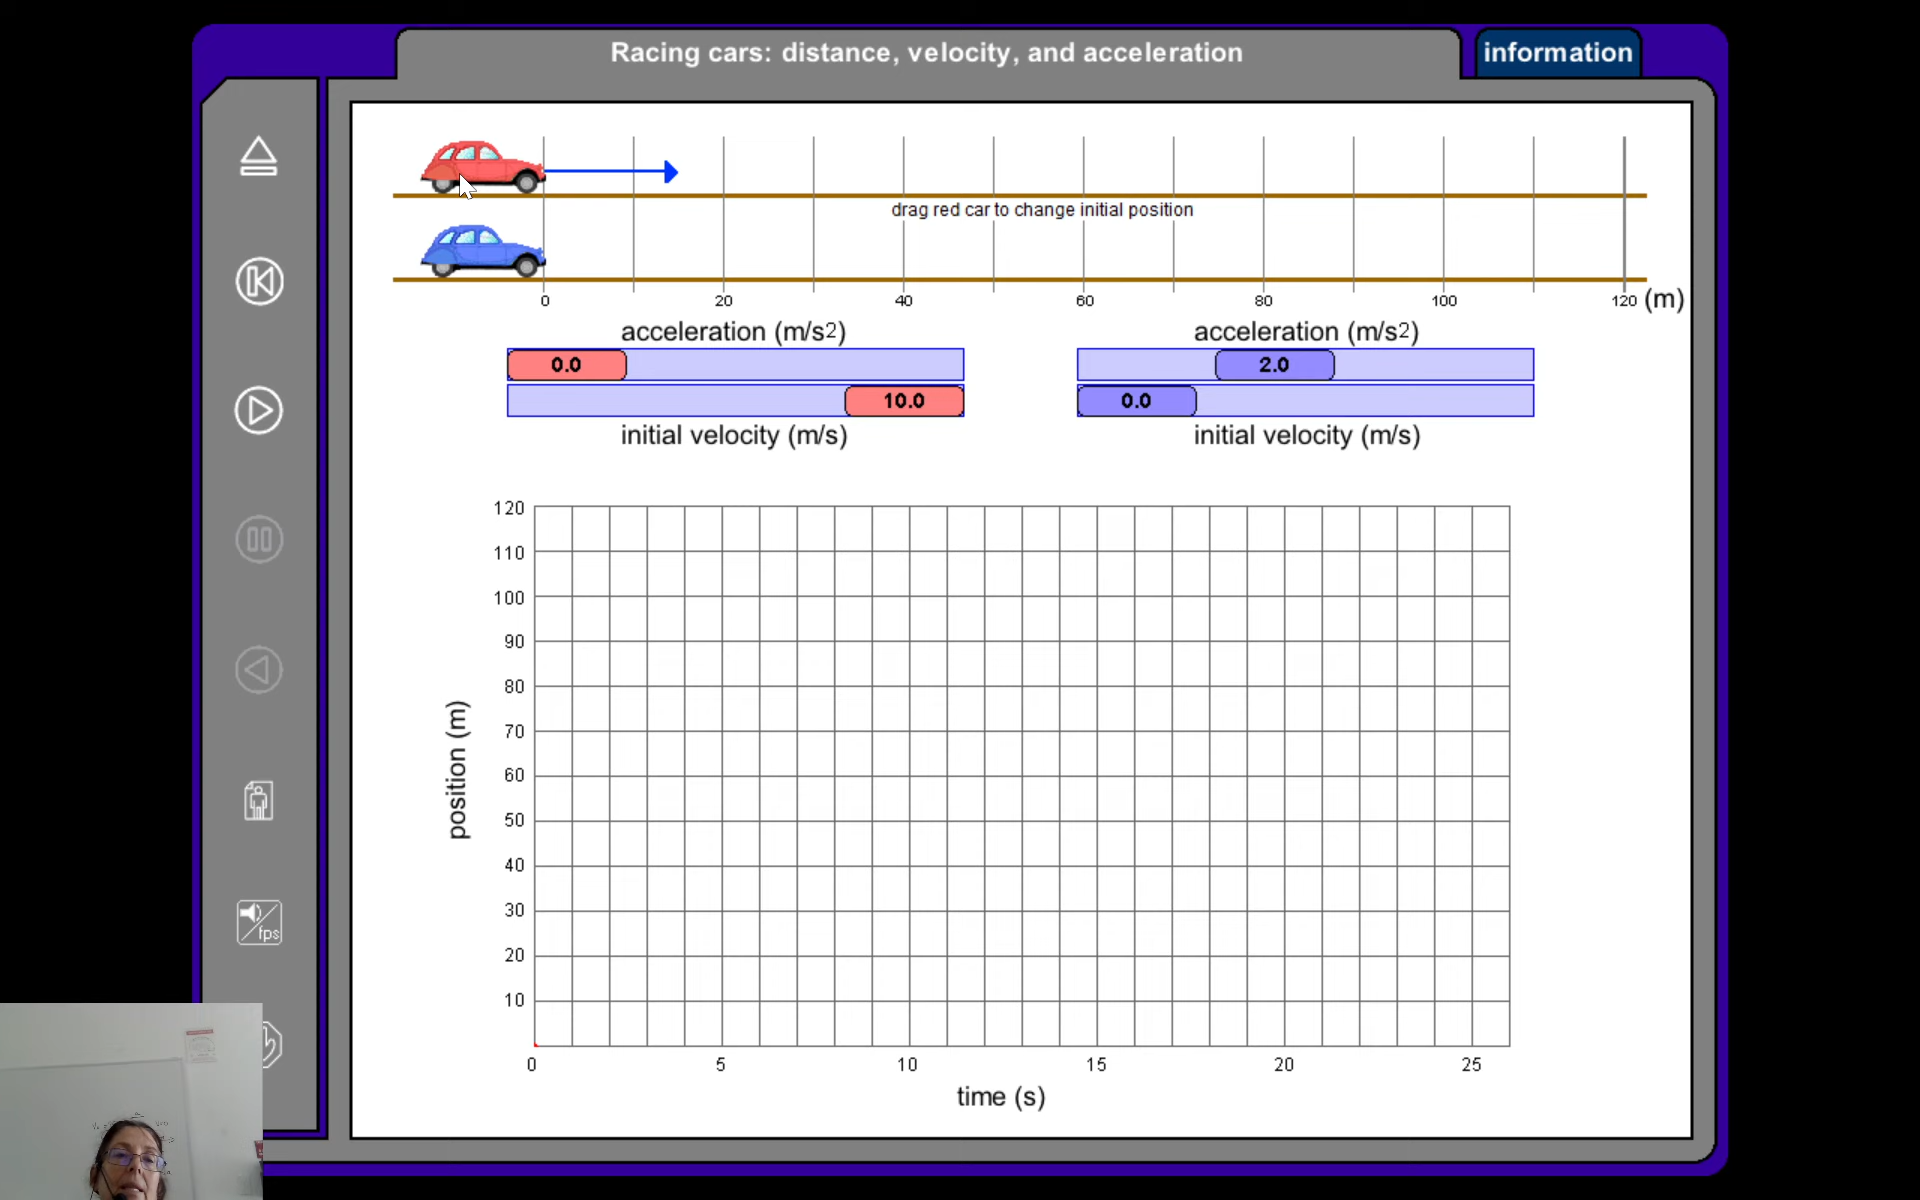 Racing cars: distance, velocity, and acceleration
information
drag red car to change initial position
0 20 40 60 80 100 120 (m)
acceleration (m/s2) acceleration (m/s2)
0.0 2.0
10.0 0.0
initial velocity (m/s) initial velocity (m/s)
120
110
100
90
80
70
60
50
40
30
20
10
position (m)
0 5 10 15 20 25
time (s)
fps